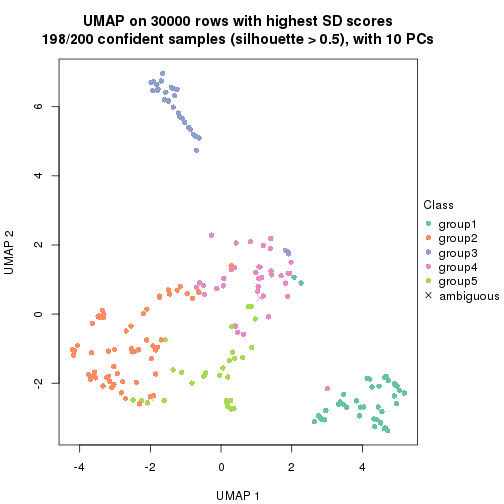 UMAP on 30000 rows with highest SD scores
198/200 confident samples (silhouette > 0.5), with 10 PCs
6
4
2
0
-2
UMAP 2
-4
-2
0
2
4
UMAP 1
Class
group1
group2
group3
group4
group5
ambiguous